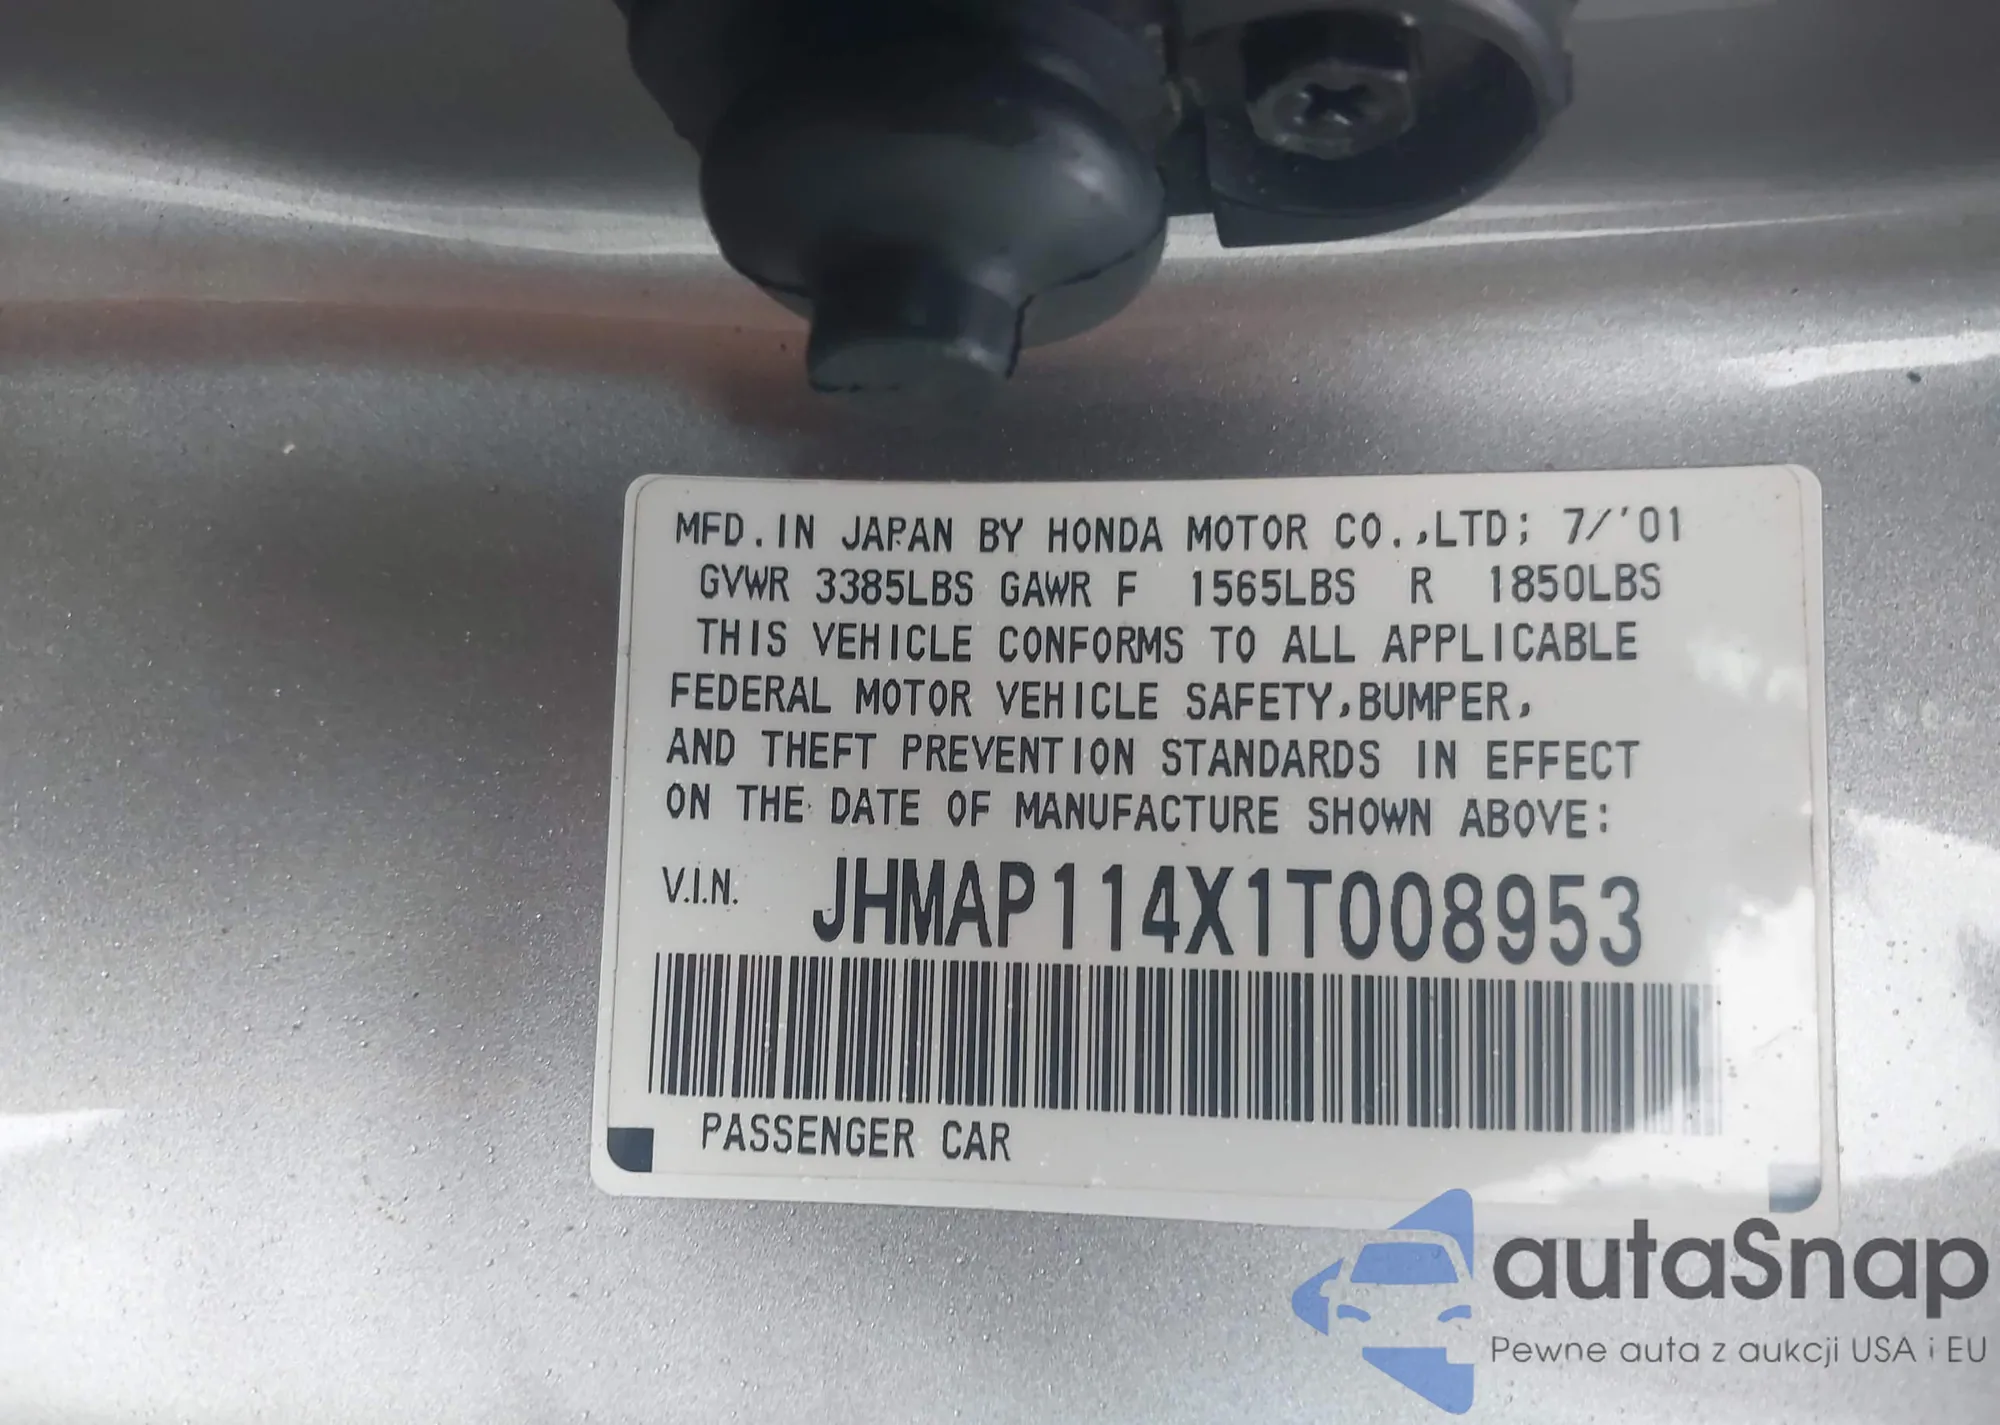 MFD. IN JAPAN BY HONDA MOTOR CO.,LTD; 7/'01
GVWR 3385LBS GAWR F 1565LBS R 1850LBS
THIS VEHICLE CONFORMS TO ALL APPLICABLE
FEDERAL MOTOR VEHICLE SAFETY,BUMPER,
AND THEFT PREVENTION STANDARDS IN EFFECT
ON THE DATE OF MANUFACTURE SHOWN ABOVE:
V.I.N. JHMAP114X1T008953
PASSENGER CAR
autaSnap
Pewne auta z aukcji USA i EU